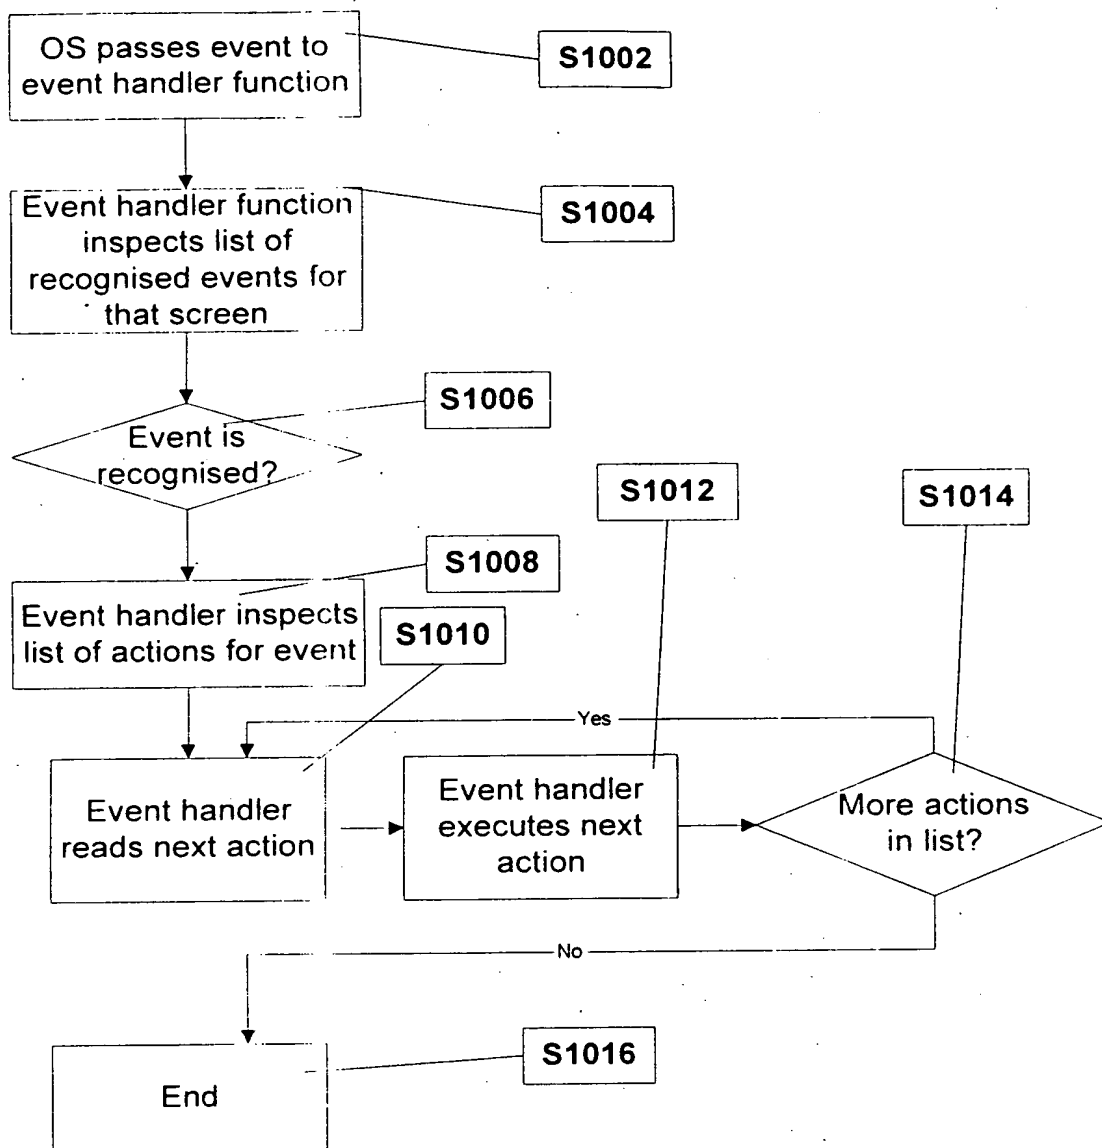 OS passes event to
event handler function
S1002
Event handler function
inspects list of
recognised events for
that screen
S1004
Event is
recognised?
S1006
Event handler inspects
list of actions for event
S1008
S1010
S1012
S1014
Yes
Event handler
reads next action
Event handler
executes next
action
More actions
in list?
No
End
S1016